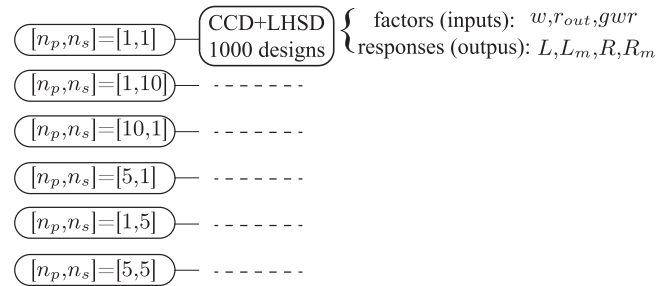 [n_p,n_s]=[1,1]
CCD+LHSD
1000 designs
factors (inputs): w,r_out,gwr
responses (outpus): L,L_m,R,R_m
[n_p,n_s]=[1,10]
[n_p,n_s]=[10,1]
[n_p,n_s]=[5,1]
[n_p,n_s]=[1,5]
[n_p,n_s]=[5,5]